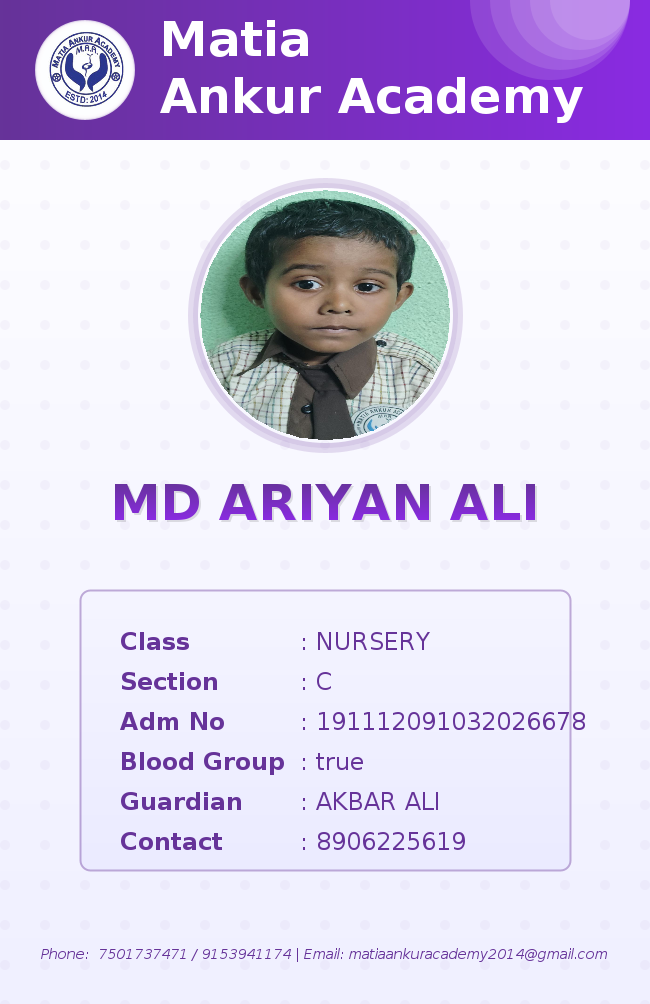 Matia
Ankur Academy
MATIA ANKUR ACADEMY
M.A.A.
ESTD: 2014
MD ARIYAN ALI
Class : NURSERY
Section : C
Adm No : 191112091032026678
Blood Group : true
Guardian : AKBAR ALI
Contact : 8906225619
Phone: 7501737471 / 9153941174 | Email: matiaankuracademy2014@gmail.com